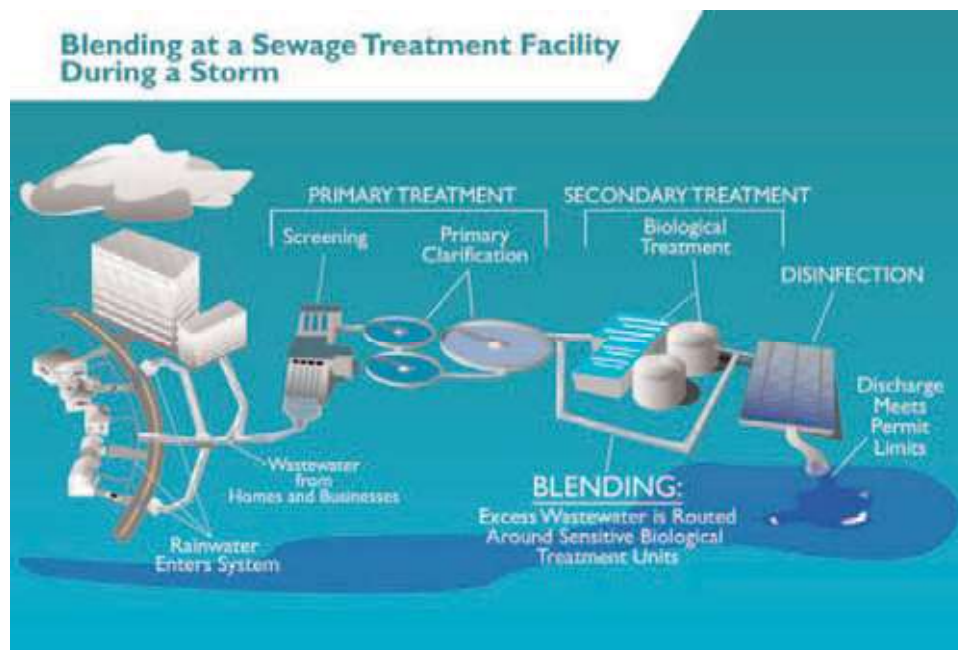 Blending at a Sewage Treatment Facility
During a Storm
PRIMARY TREATMENT
Screening
Primary
Clarification
SECONDARY TREATMENT
Biological
Treatment
DISINFECTION
Discharge
Meets
Permit
Limits
Wastewater
from
Homes and Businesses
Rainwater
Enters System
BLENDING:
Excess Wastewater is Routed
Around Sensitive Biological
Treatment Units